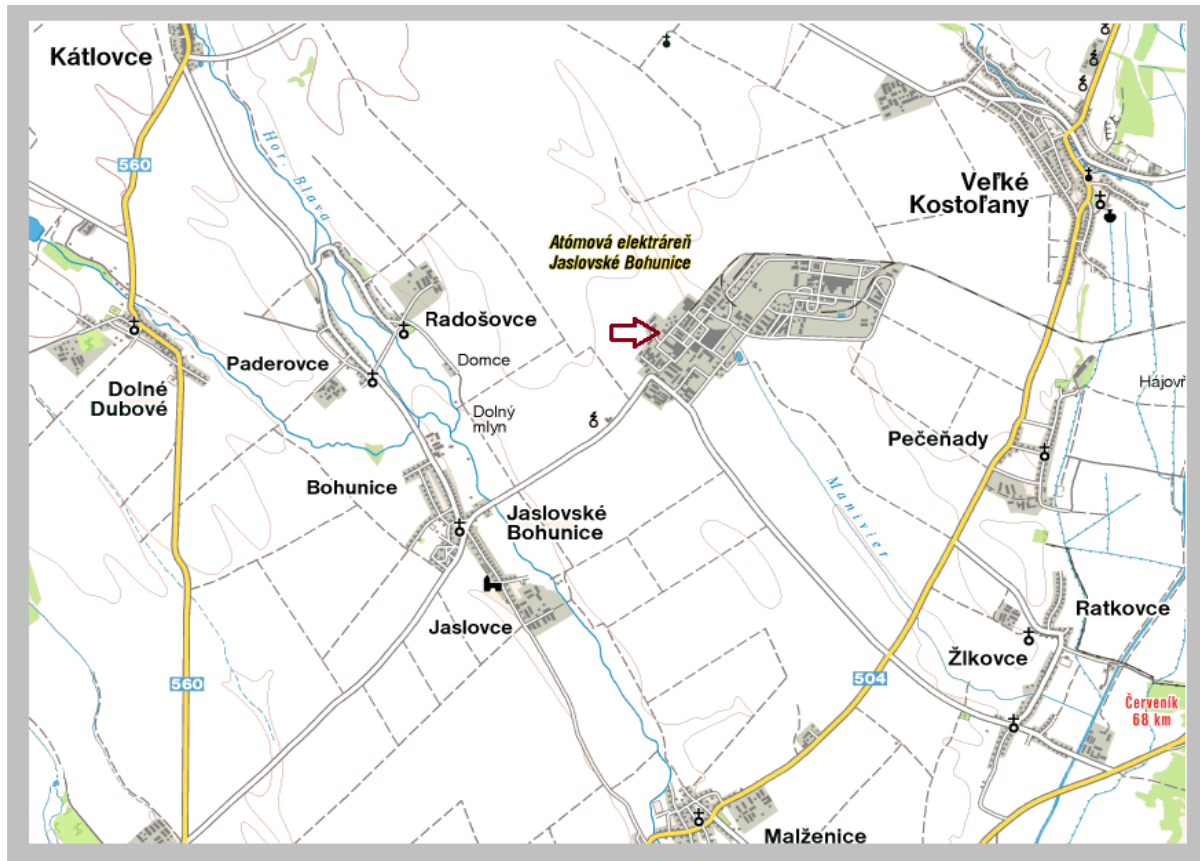 Kátlovce
Hor. Blava
560
Veľké
Kostoľany
Atómová elektráreň
Jaslovské Bohunice
Radošovce
Paderovce
Domce
Dolné
Dubové
Dolný
mlyn
Pečeňady
Bohunice
Manivier
Jaslovské
Bohunice
Jaslovce
Ratkovce
Žlkovce
504
560
Červeník
68 km
Malženice